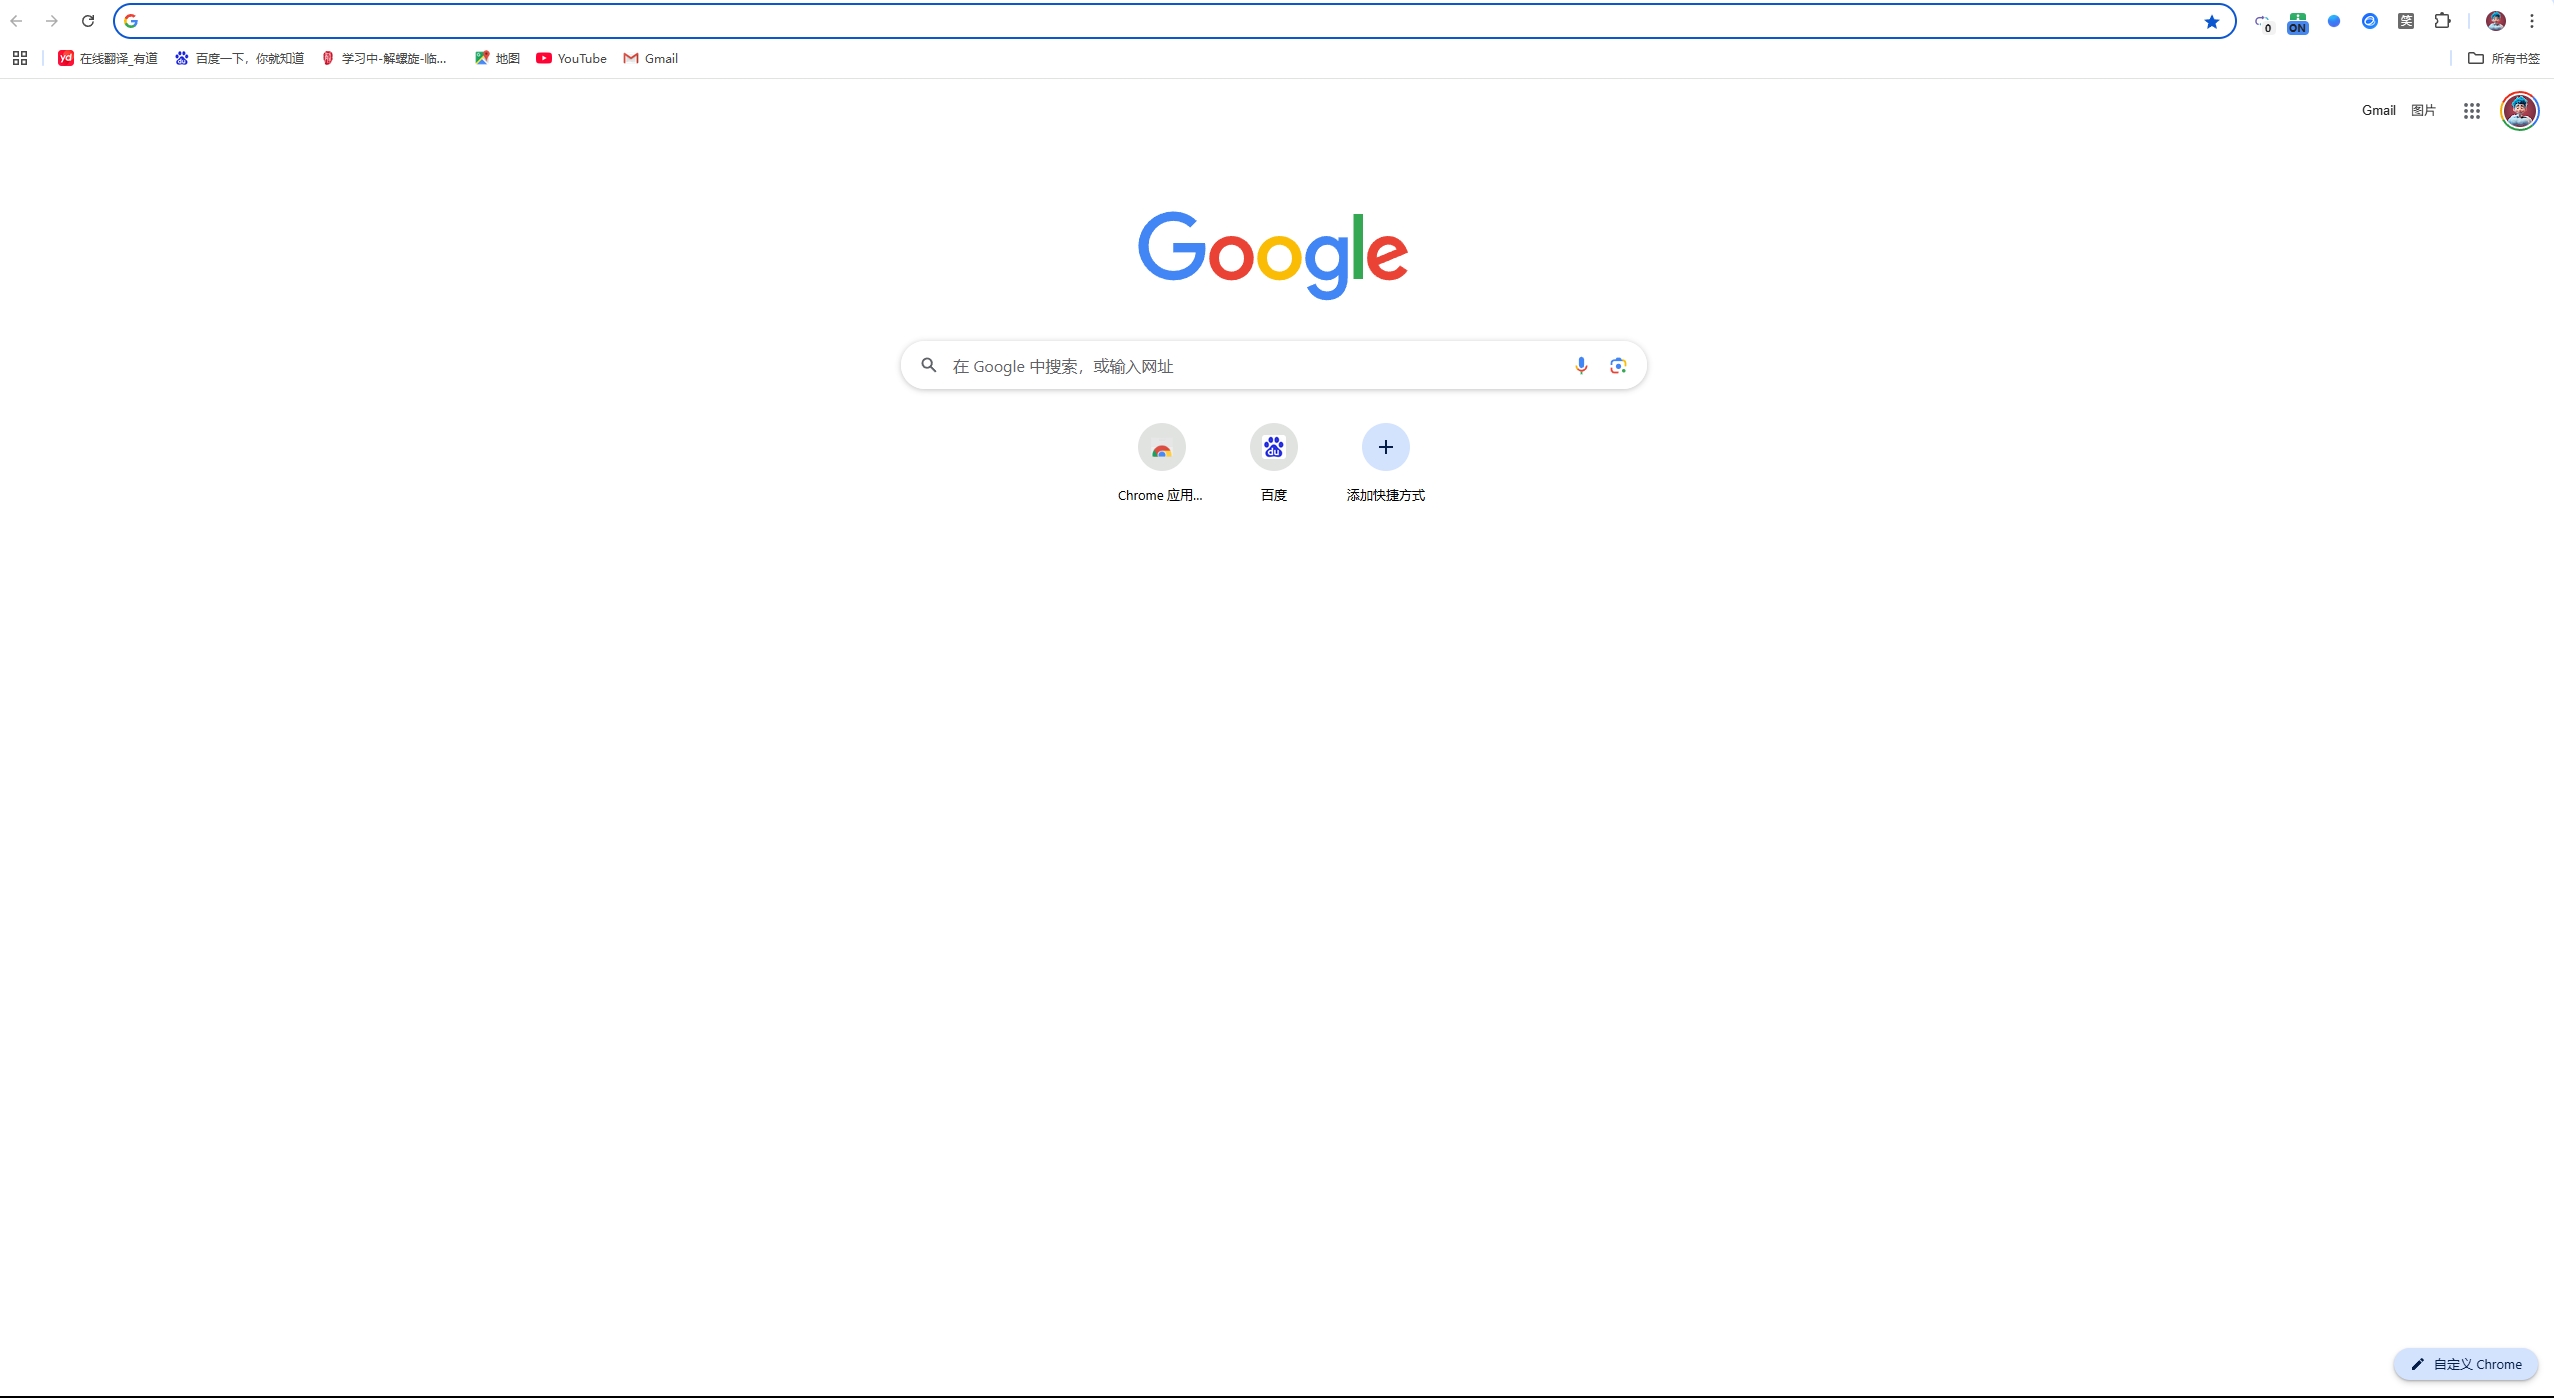 0
ON
笑
yd 在线翻译_有道
du 百度一下，你就知道
学习中-解螺旋-临...
地图
YouTube
Gmail
所有书签
Gmail 图片
Google
在 Google 中搜索，或输入网址
du
Chrome 应用... 百度 添加快捷方式
自定义 Chrome